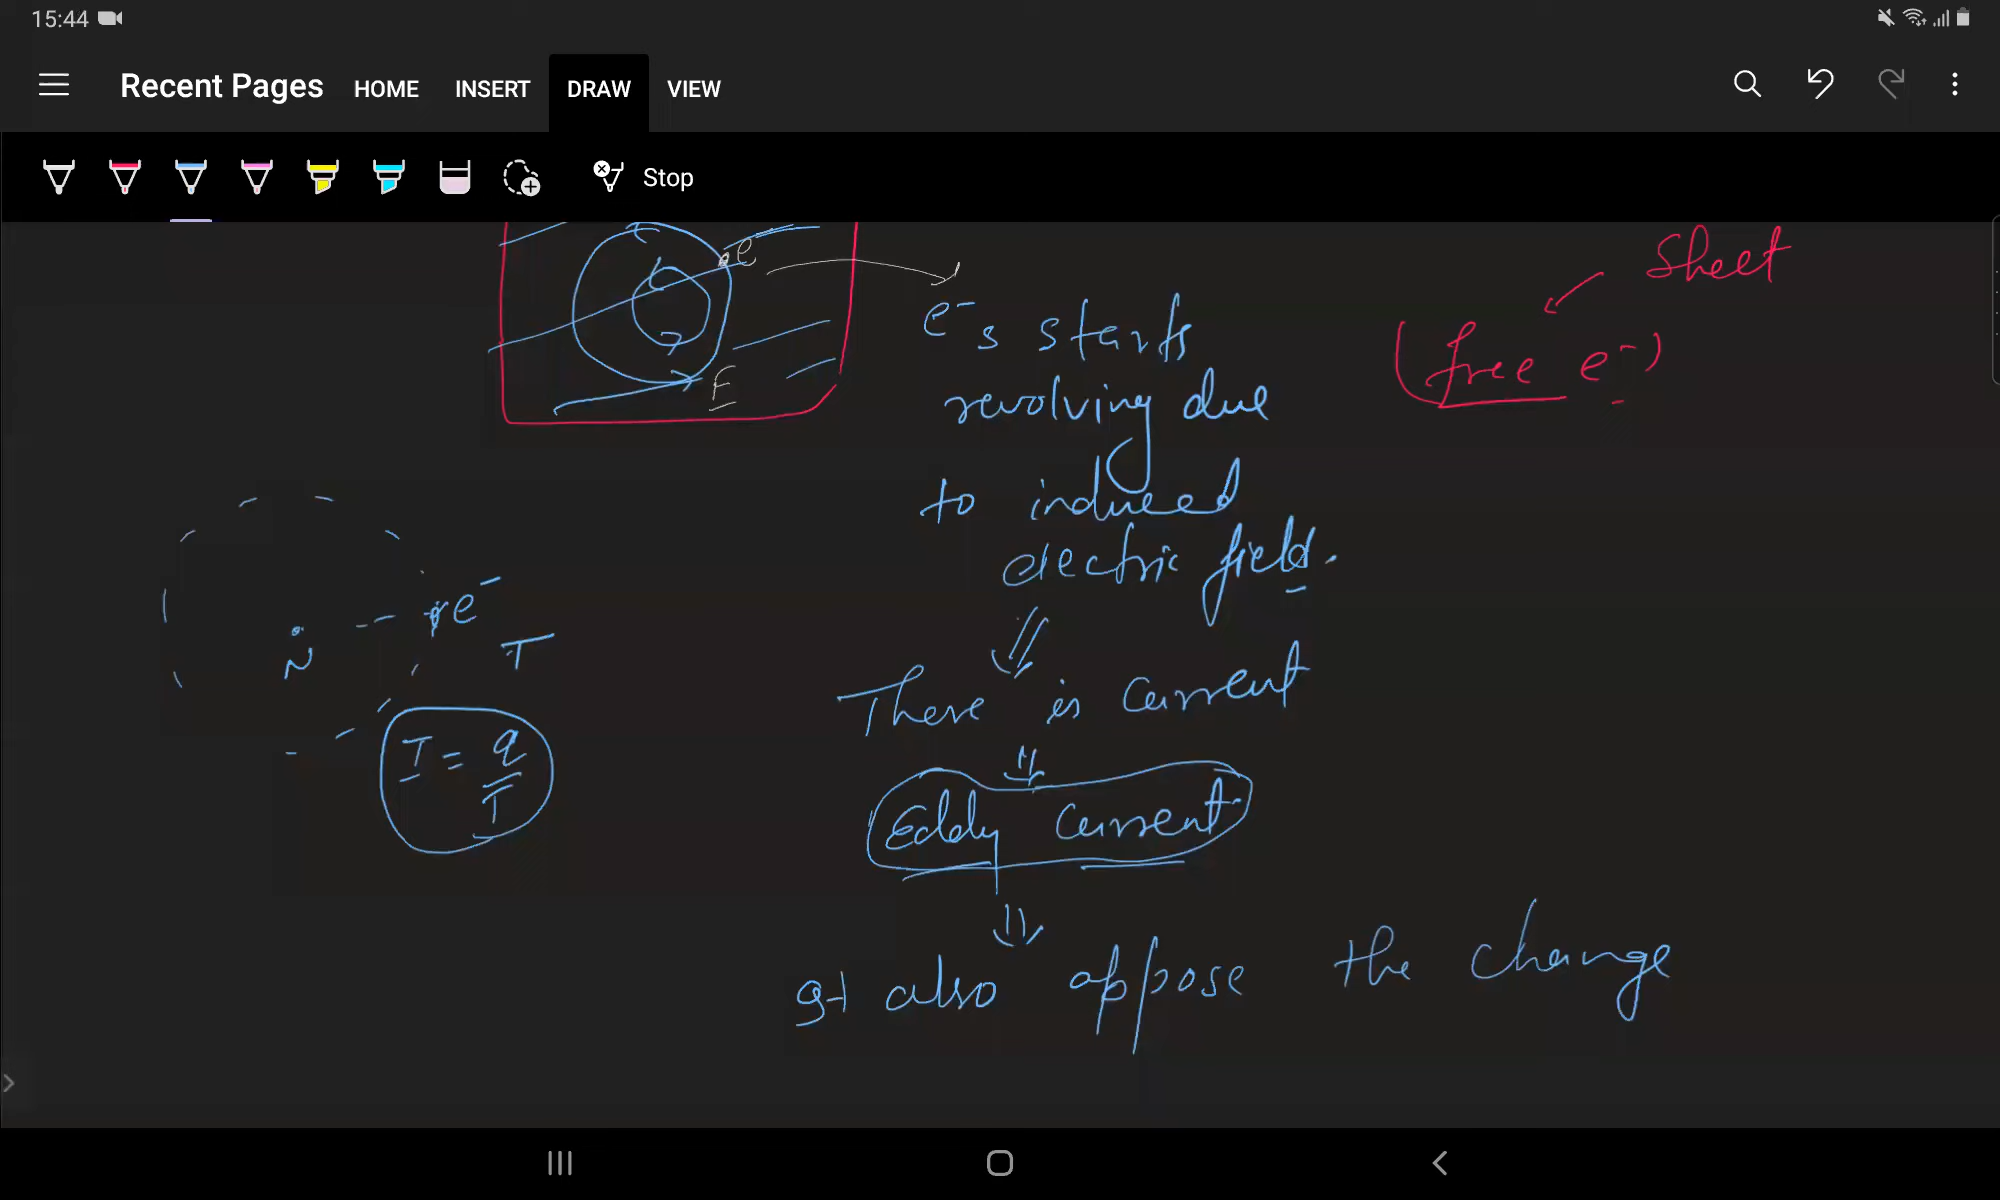 15:44
Recent Pages HOME INSERT DRAW VIEW
Stop
e
Sheet
(free e⁻)
E
e⁻s starts
revolving due
to induced
electric field.
e⁻
N
T
I = q/T
There is current
Eddy Current
It also oppose the change